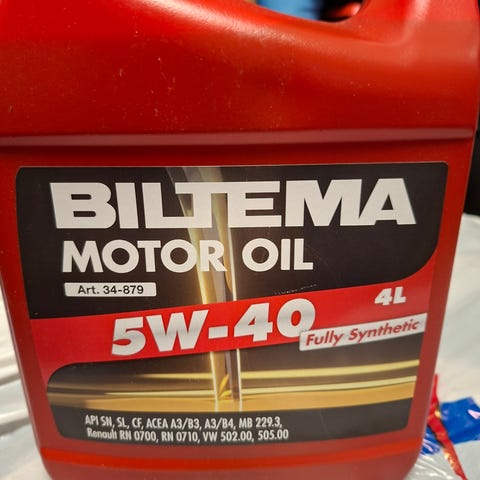 BILTEMA
MOTOR OIL
Art. 34-879
4L
5W-40
Fully Synthetic
API SN, SL, CF, ACEA A3/B3, A3/B4, MB 229.3,
Renault RN 0700, RN 0710, VW 502.00, 505.00